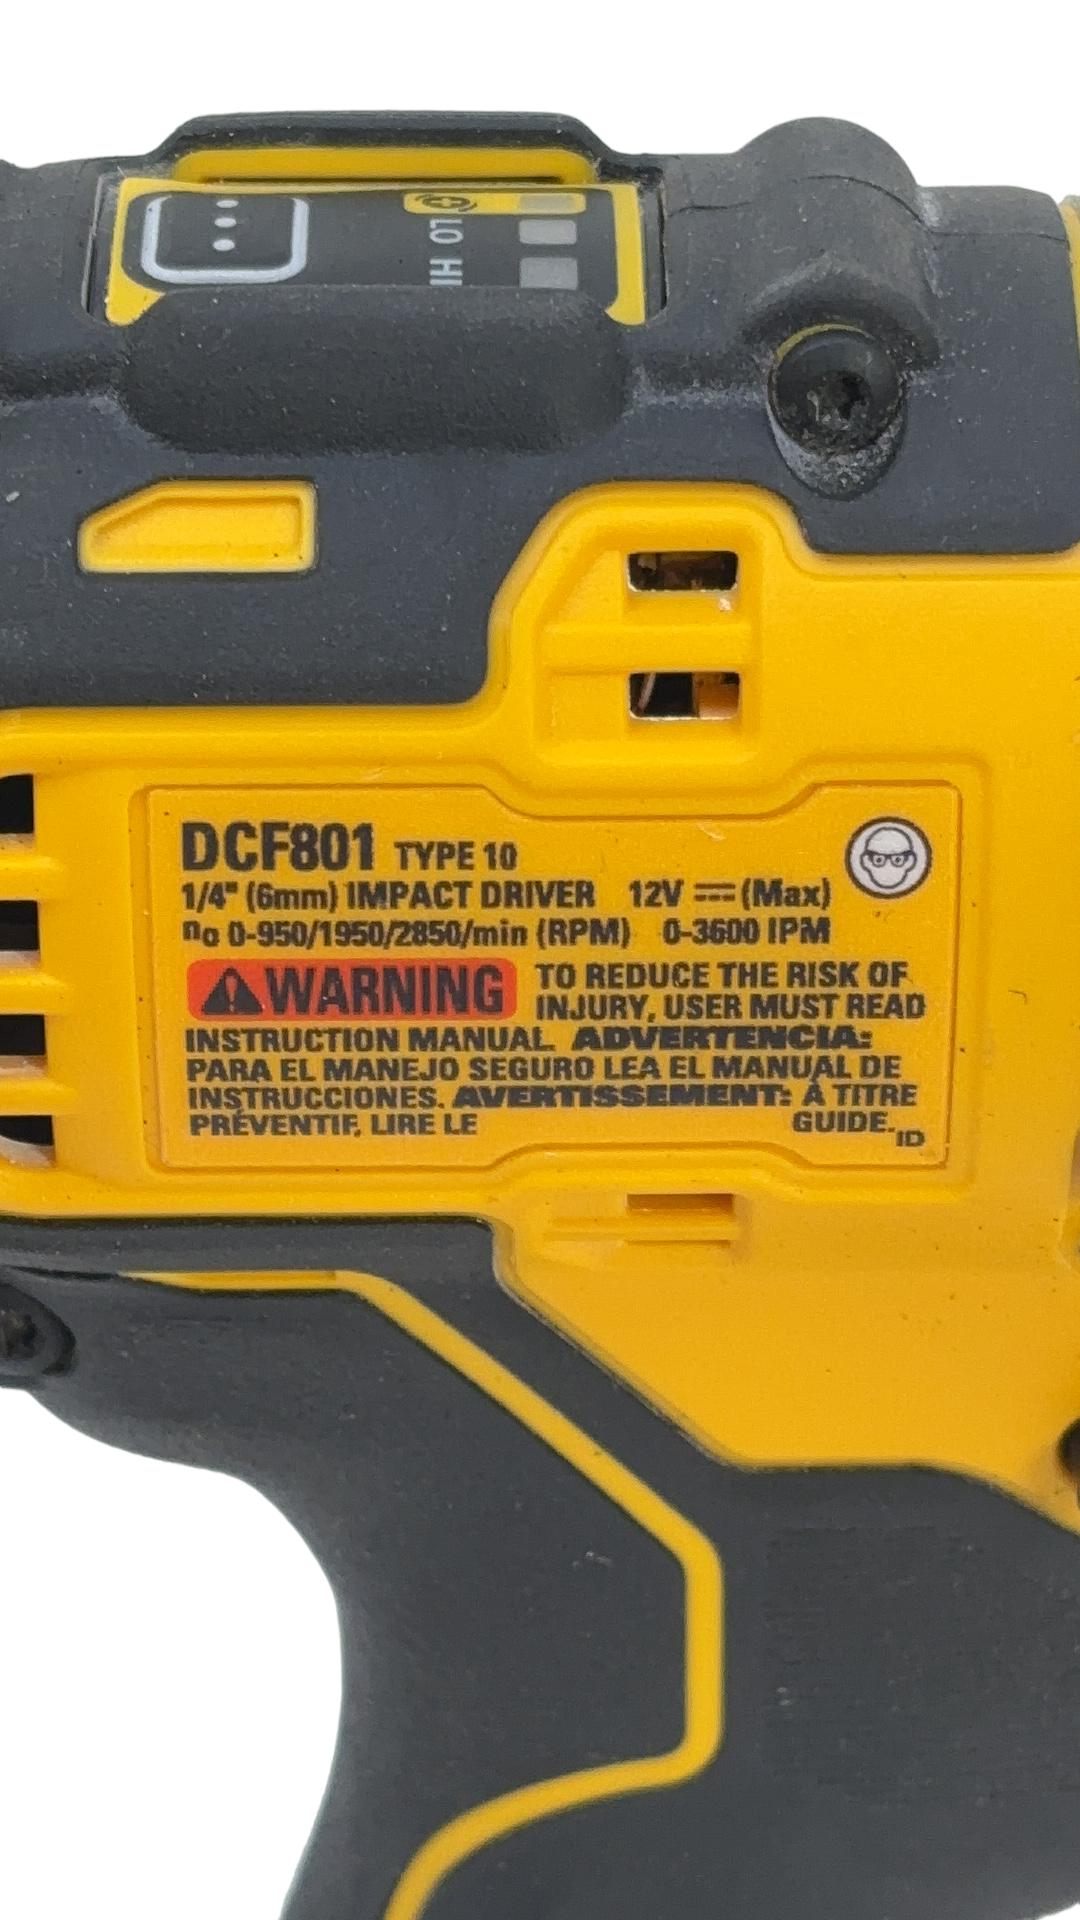 LO HI
DCF801 TYPE 10
1/4" (6mm) IMPACT DRIVER 12V ⎓ (Max)
no 0-950/1950/2850/min (RPM) 0-3600 IPM
WARNING TO REDUCE THE RISK OF
INJURY, USER MUST READ
INSTRUCTION MANUAL. ADVERTENCIA:
PARA EL MANEJO SEGURO LEA EL MANUAL DE
INSTRUCCIONES. AVERTISSEMENT: À TITRE
PRÉVENTIF, LIRE LE GUIDE.
ID